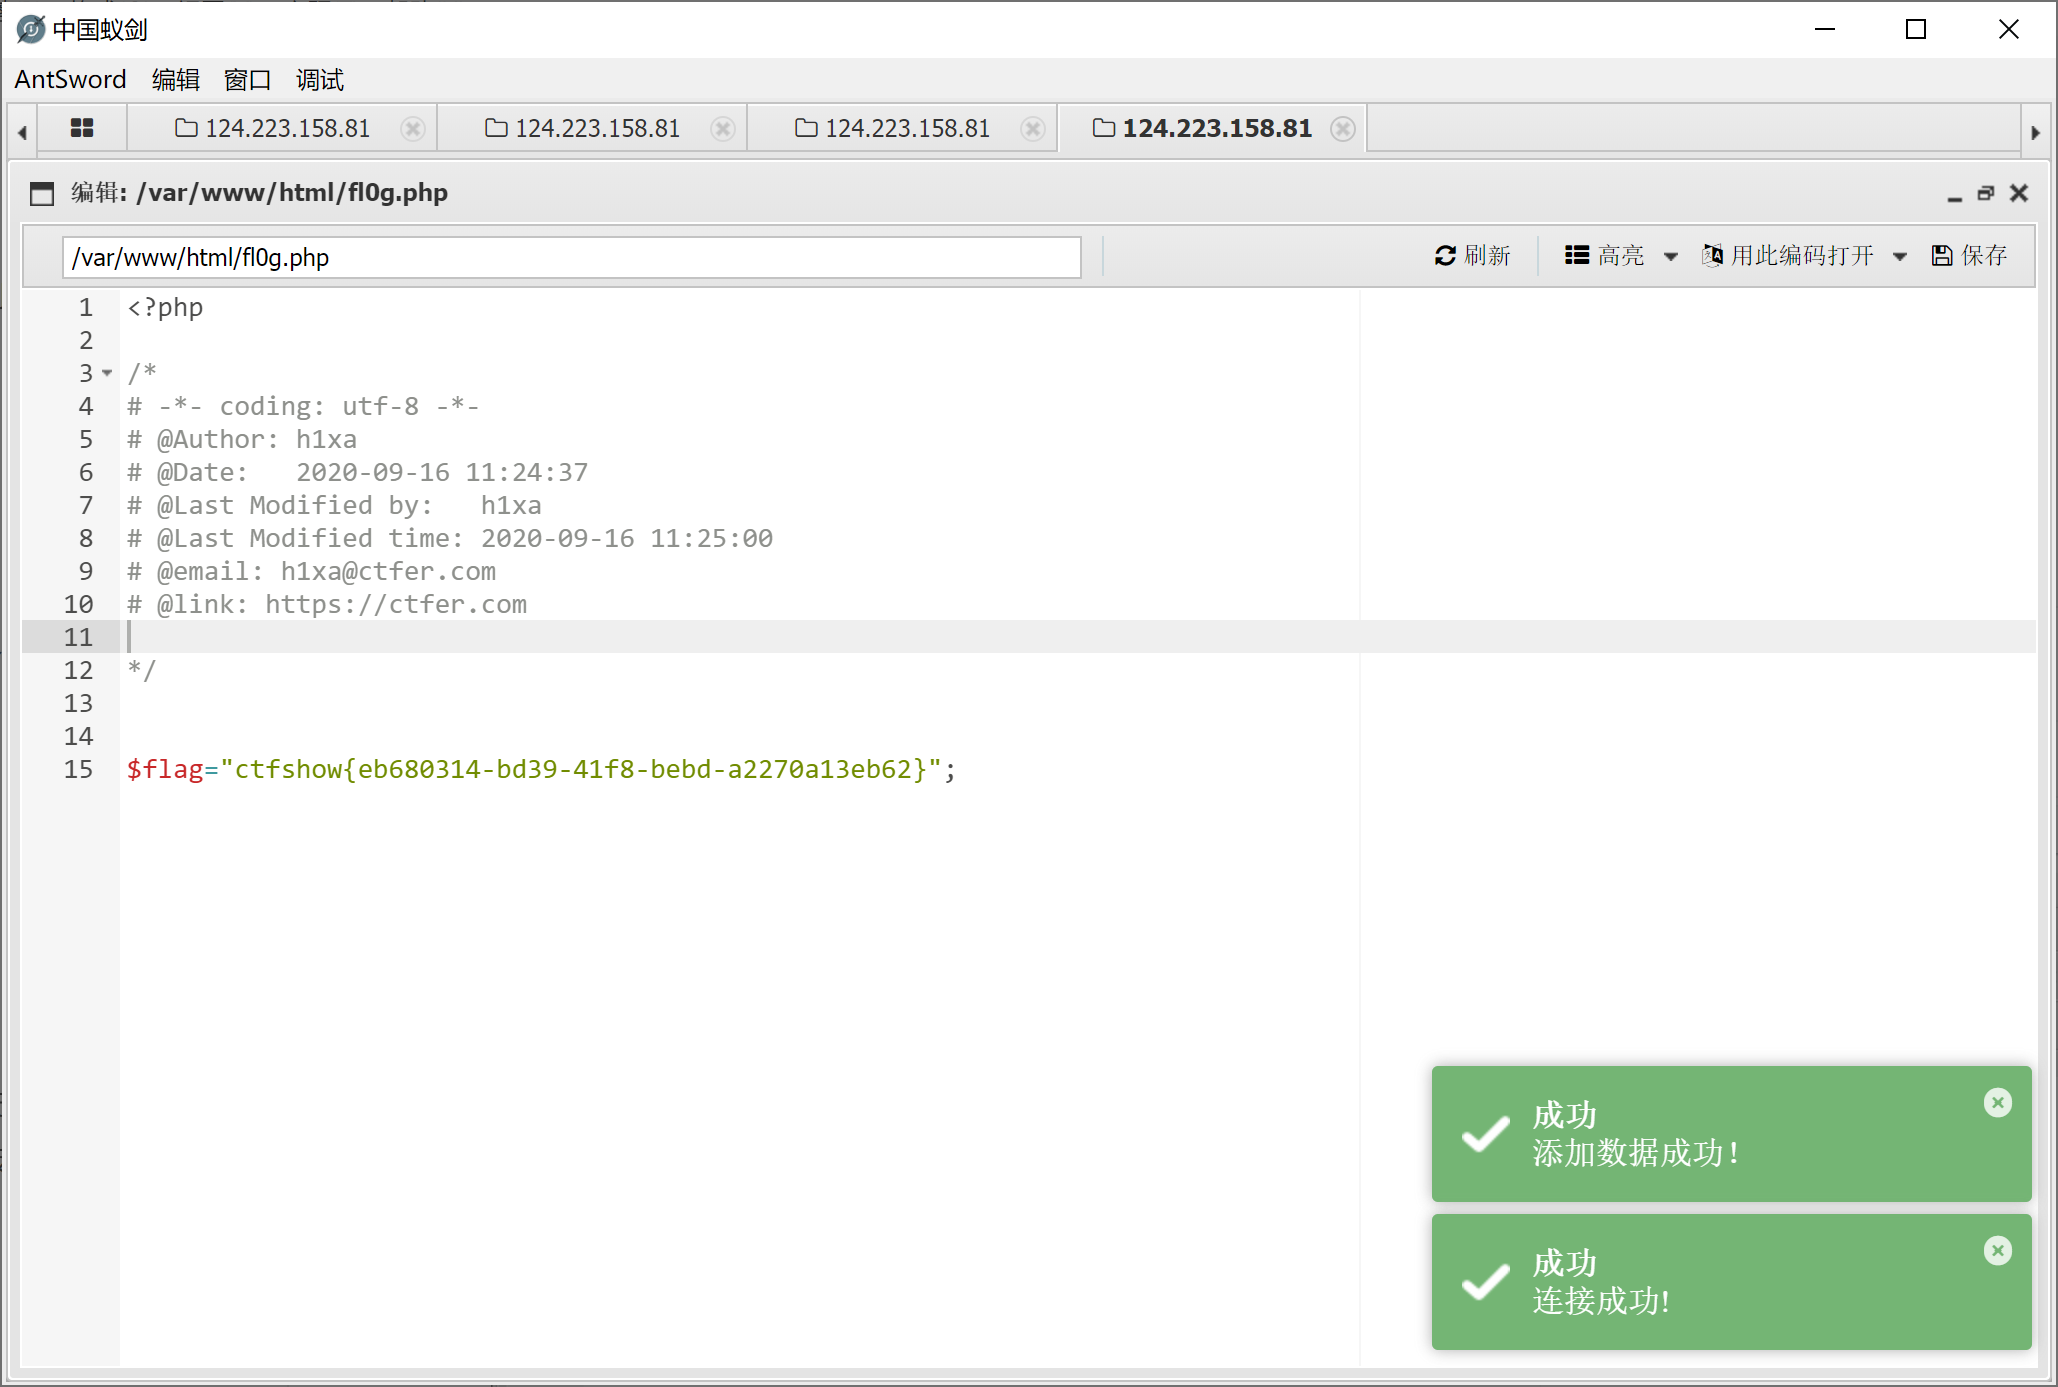 中国蚁剑
AntSword 编辑 窗口 调试
124.223.158.81 124.223.158.81 124.223.158.81 124.223.158.81
编辑: /var/www/html/fl0g.php
/var/www/html/fl0g.php 刷新 高亮 用此编码打开 保存
1 <?php
2
3 /*
4 # -*- coding: utf-8 -*-
5 # @Author: h1xa
6 # @Date:   2020-09-16 11:24:37
7 # @Last Modified by:   h1xa
8 # @Last Modified time: 2020-09-16 11:25:00
9 # @email: h1xa@ctfer.com
10 # @link: https://ctfer.com
11
12 */
13
14
15 $flag="ctfshow{eb680314-bd39-41f8-bebd-a2270a13eb62}";
成功
添加数据成功！
成功
连接成功!